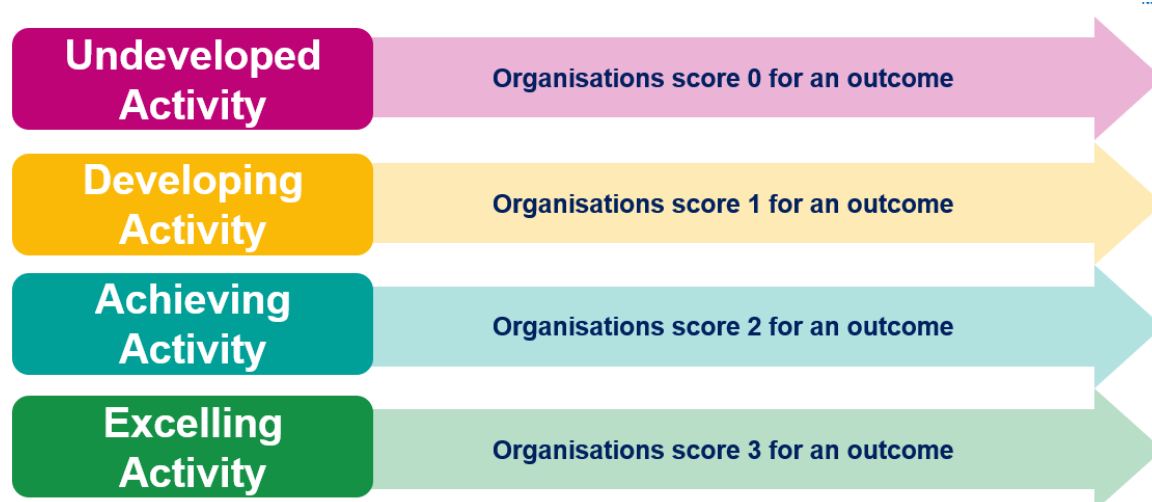 Undeveloped
Activity
Organisations score 0 for an outcome
Developing
Activity
Organisations score 1 for an outcome
Achieving
Activity
Organisations score 2 for an outcome
Excelling
Activity
Organisations score 3 for an outcome